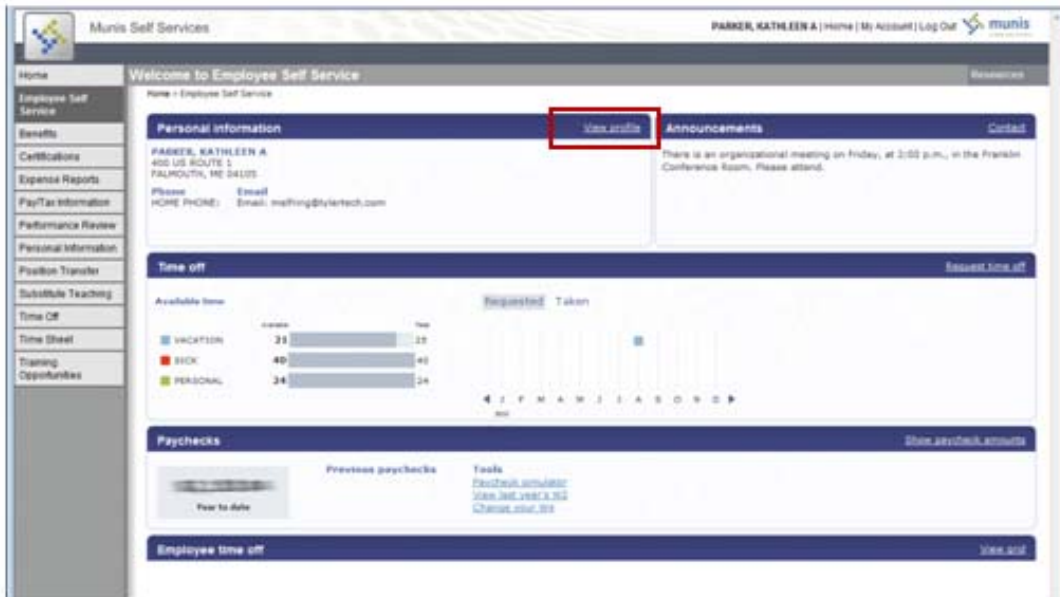 Munis Self Services
PARKER, KATHLEEN A | Home | My Account | Log Out
munis
Home
Employee Self Service
Benefits
Certifications
Expense Reports
Pay/Tax Information
Performance Review
Personal Information
Position Transfer
Substitute Teaching
Time Off
Time Sheet
Training Opportunities
Welcome to Employee Self Service
Resources
Home > Employee Self Service
Personal information
View profile
PARKER, KATHLEEN A
400 US ROUTE 1
FALMOUTH, ME 04105
Phone Email
HOME PHONE: Email: melfring@tylertech.com
Announcements
Contact
There is an organizational meeting on Friday, at 2:00 p.m., in the Franklin
Conference Room. Please attend.
Time off
Request time off
Available time
Requested Taken
VACATION 21
SICK 40 40
PERSONAL 24 24
J F M A M J J A S O N D
Paychecks
Show paycheck amounts
Year to date
Previous paychecks
Tools
Paycheck simulator
View last year's W2
Change your W4
Employee time off
View grid